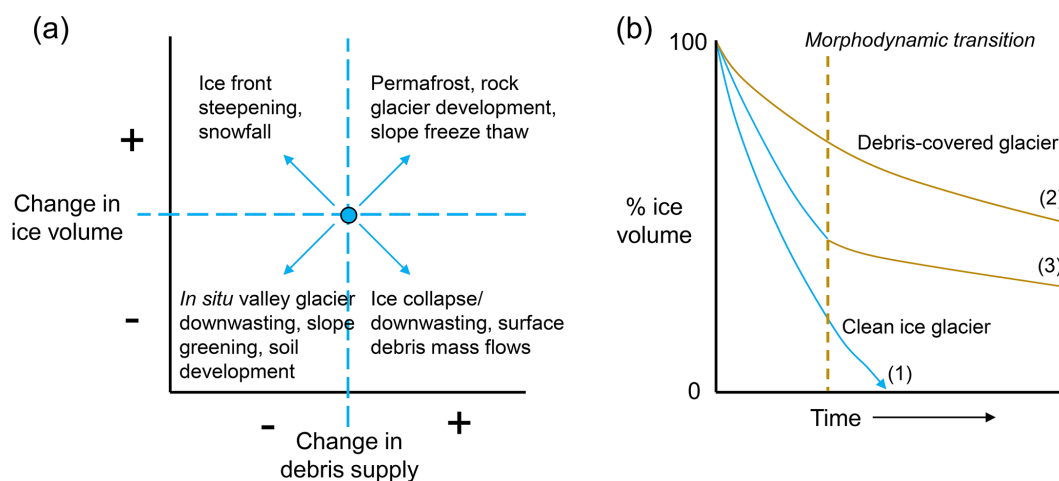 (a)
Ice front
steepening,
snowfall
Permafrost, rock
glacier development,
slope freeze thaw
+
Change in
ice volume
-
In situ valley glacier
downwasting, slope
greening, soil
development
Ice collapse/
downwasting, surface
debris mass flows
-
+
Change in
debris supply
(b)
Morphodynamic transition
100
Debris-covered glacier
% ice
volume
(2)
(3)
Clean ice glacier
(1)
0
Time